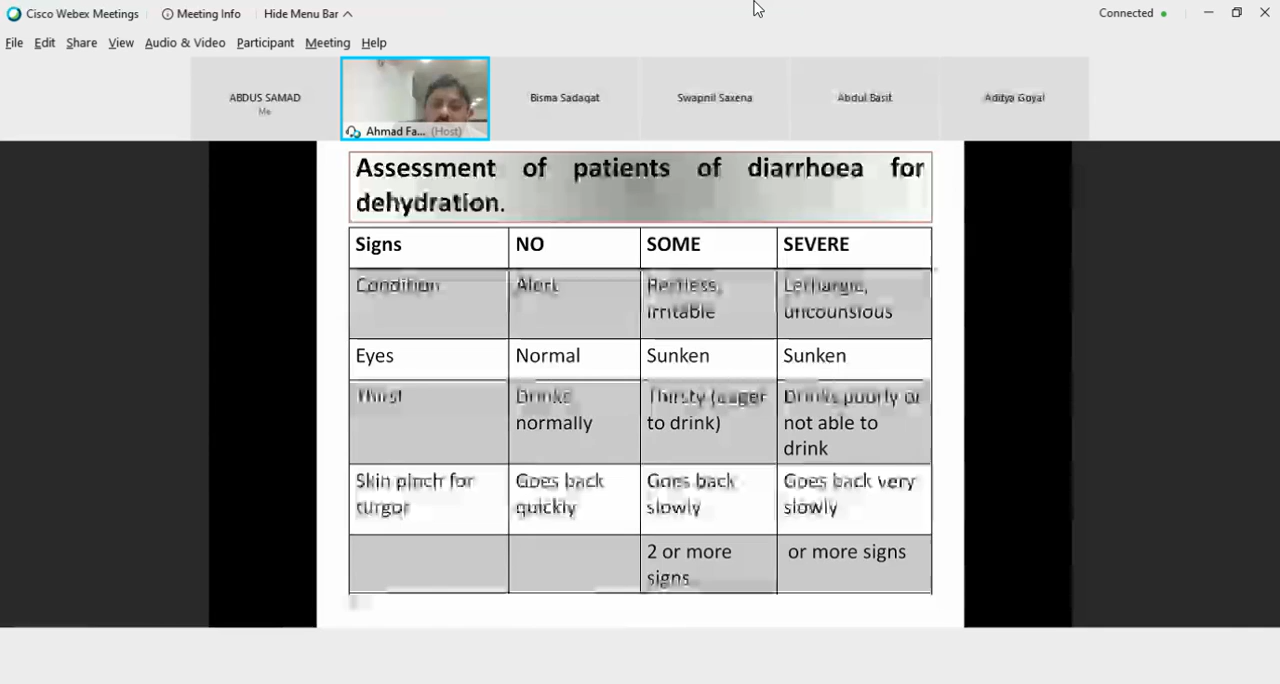 Cisco Webex Meetings Meeting Info Hide Menu Bar Connected
File Edit Share View Audio & Video Participant Meeting Help
ABDUS SAMAD
Me
Ahmad Fa... (Host)
Bisma Sadaqat
Swapnil Saxena
Abdul Basit
Aditya Goyal
Assessment of patients of diarrhoea for
dehydration.
Signs NO SOME SEVERE
Condition Alert Restless, Lethargic,
irritable uncounsious
Eyes Normal Sunken Sunken
Thirst Drinks Thirsty (eager Drinks poorly or
normally to drink) not able to
drink
Skin pinch for Goes back Goes back Goes back very
turgor quickly slowly slowly
2 or more or more signs
signs